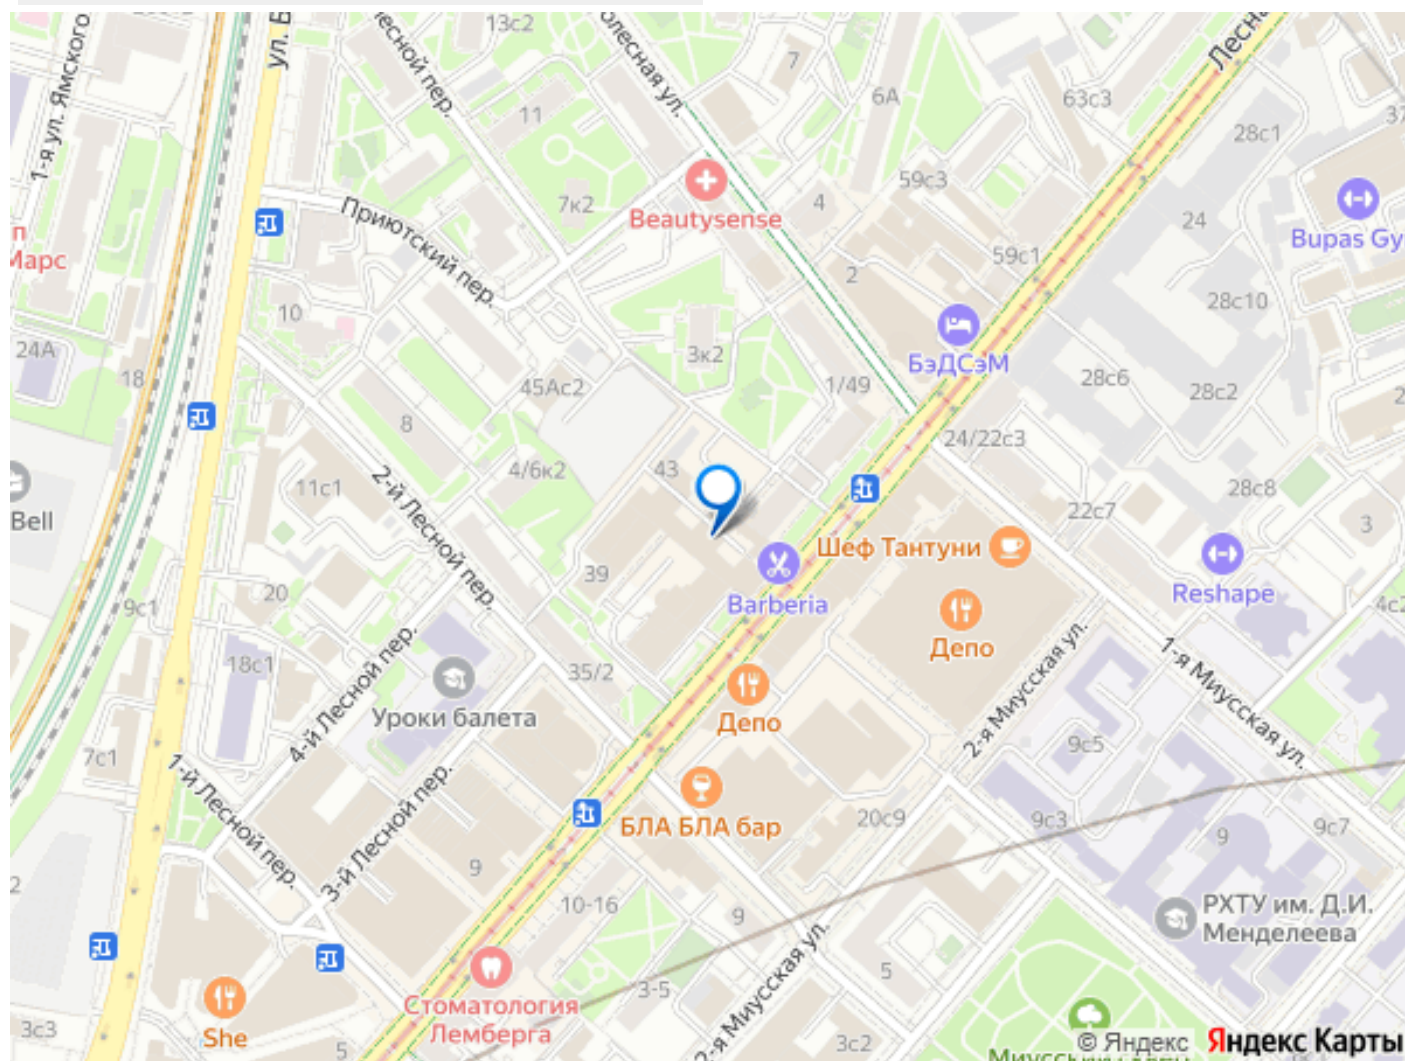 13с2
7
6А
63с3
Лесна
ул. Б
1-я ул. Ямского
лесной пер.
олесная ул.
11
28с1
37
59с3
7к2
4
24
Beautysense
Приютский пер.
Bupas Gy
п
Марс
2
59с1
10
28с10
24А
3к2
БэДСэМ
18
45Ас2
1/49
28с6
28с2
2
8
24/22с3
4/6к2
43
11с1
2-й Лесной пер.
28с8
22с7
3
Bell
Шеф Тантуни
39
Barberia
Reshape
20
9с1
4с2
4-й Лесной пер.
Депо
18с1
35/2
2-я Миусская ул.
1-я Миусская ул.
Уроки балета
Депо
7с1
9с5
1-й Лесной пер.
3-й Лесной пер.
БЛА БЛА бар
20с9
9с3
9
9с7
2
9
10-16
9
РХТУ им. Д.И.
Менделеева
2-я Миусская ул.
5
3-5
Стоматология
Лемберга
She
3с3
5
3с2
© Яндекс Яндекс Карты